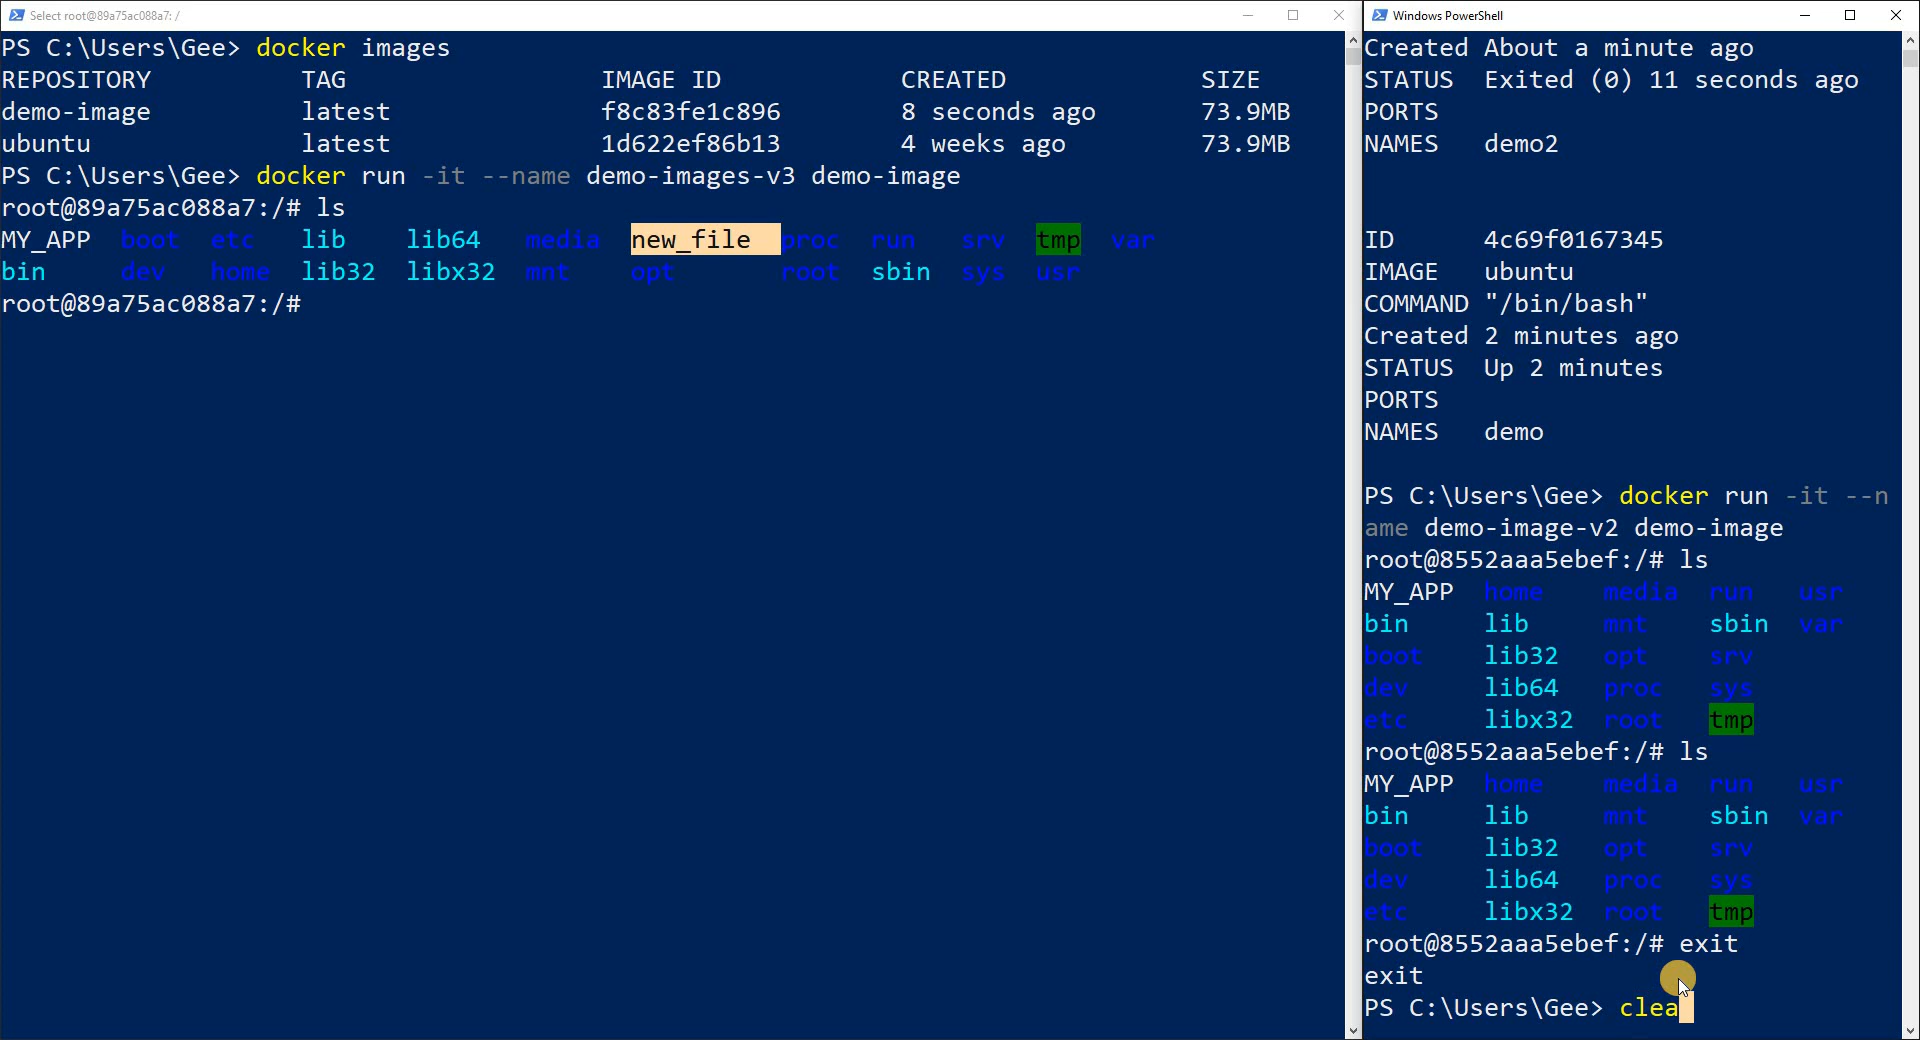 Select root@89a75ac088a7: /
PS C:\Users\Gee> docker images
REPOSITORY TAG IMAGE ID CREATED SIZE
demo-image latest f8c83fe1c896 8 seconds ago 73.9MB
ubuntu latest 1d622ef86b13 4 weeks ago 73.9MB
PS C:\Users\Gee> docker run -it --name demo-images-v3 demo-image
root@89a75ac088a7:/# ls
MY_APP boot etc lib lib64 media new_file proc run srv tmp var
bin dev home lib32 libx32 mnt opt root sbin sys usr
root@89a75ac088a7:/#
Windows PowerShell
Created About a minute ago
STATUS Exited (0) 11 seconds ago
PORTS
NAMES demo2
ID 4c69f0167345
IMAGE ubuntu
COMMAND "/bin/bash"
Created 2 minutes ago
STATUS Up 2 minutes
PORTS
NAMES demo
PS C:\Users\Gee> docker run -it --n
ame demo-image-v2 demo-image
root@8552aaa5ebef:/# ls
MY_APP home media run usr
bin lib mnt sbin var
boot lib32 opt srv
dev lib64 proc sys
etc libx32 root tmp
root@8552aaa5ebef:/# ls
MY_APP home media run usr
bin lib mnt sbin var
boot lib32 opt srv
dev lib64 proc sys
etc libx32 root tmp
root@8552aaa5ebef:/# exit
exit
PS C:\Users\Gee> clea